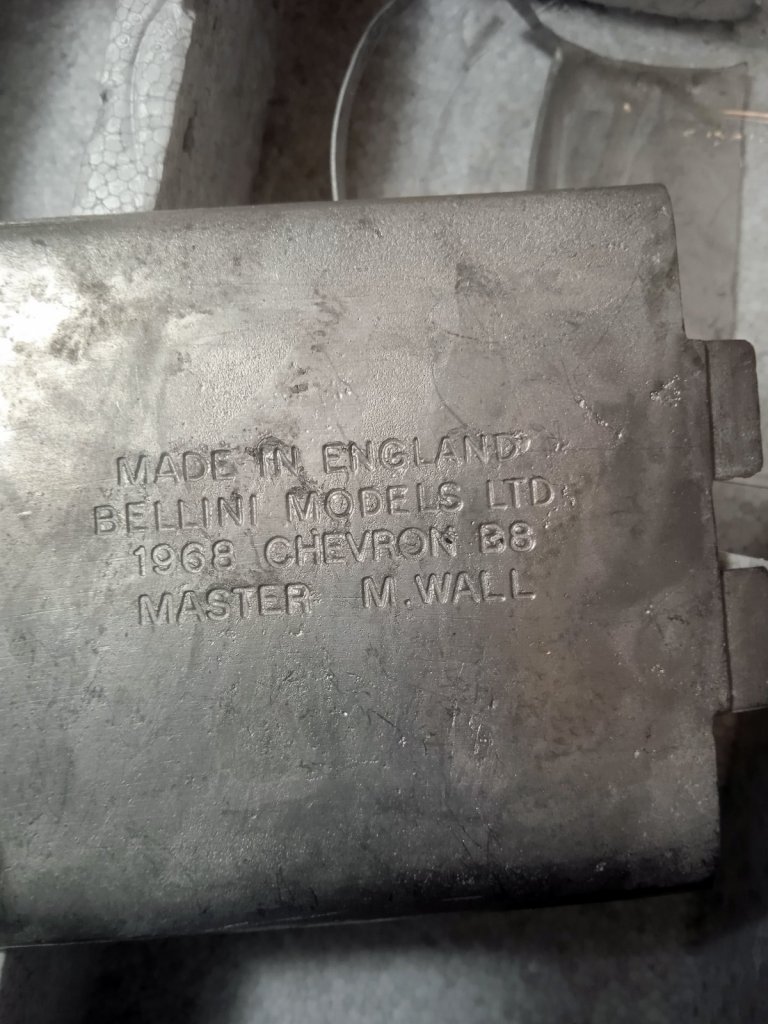 MADE IN ENGLAND
BELLINI MODELS LTD
1968 CHEVRON B8
MASTER M.WALL